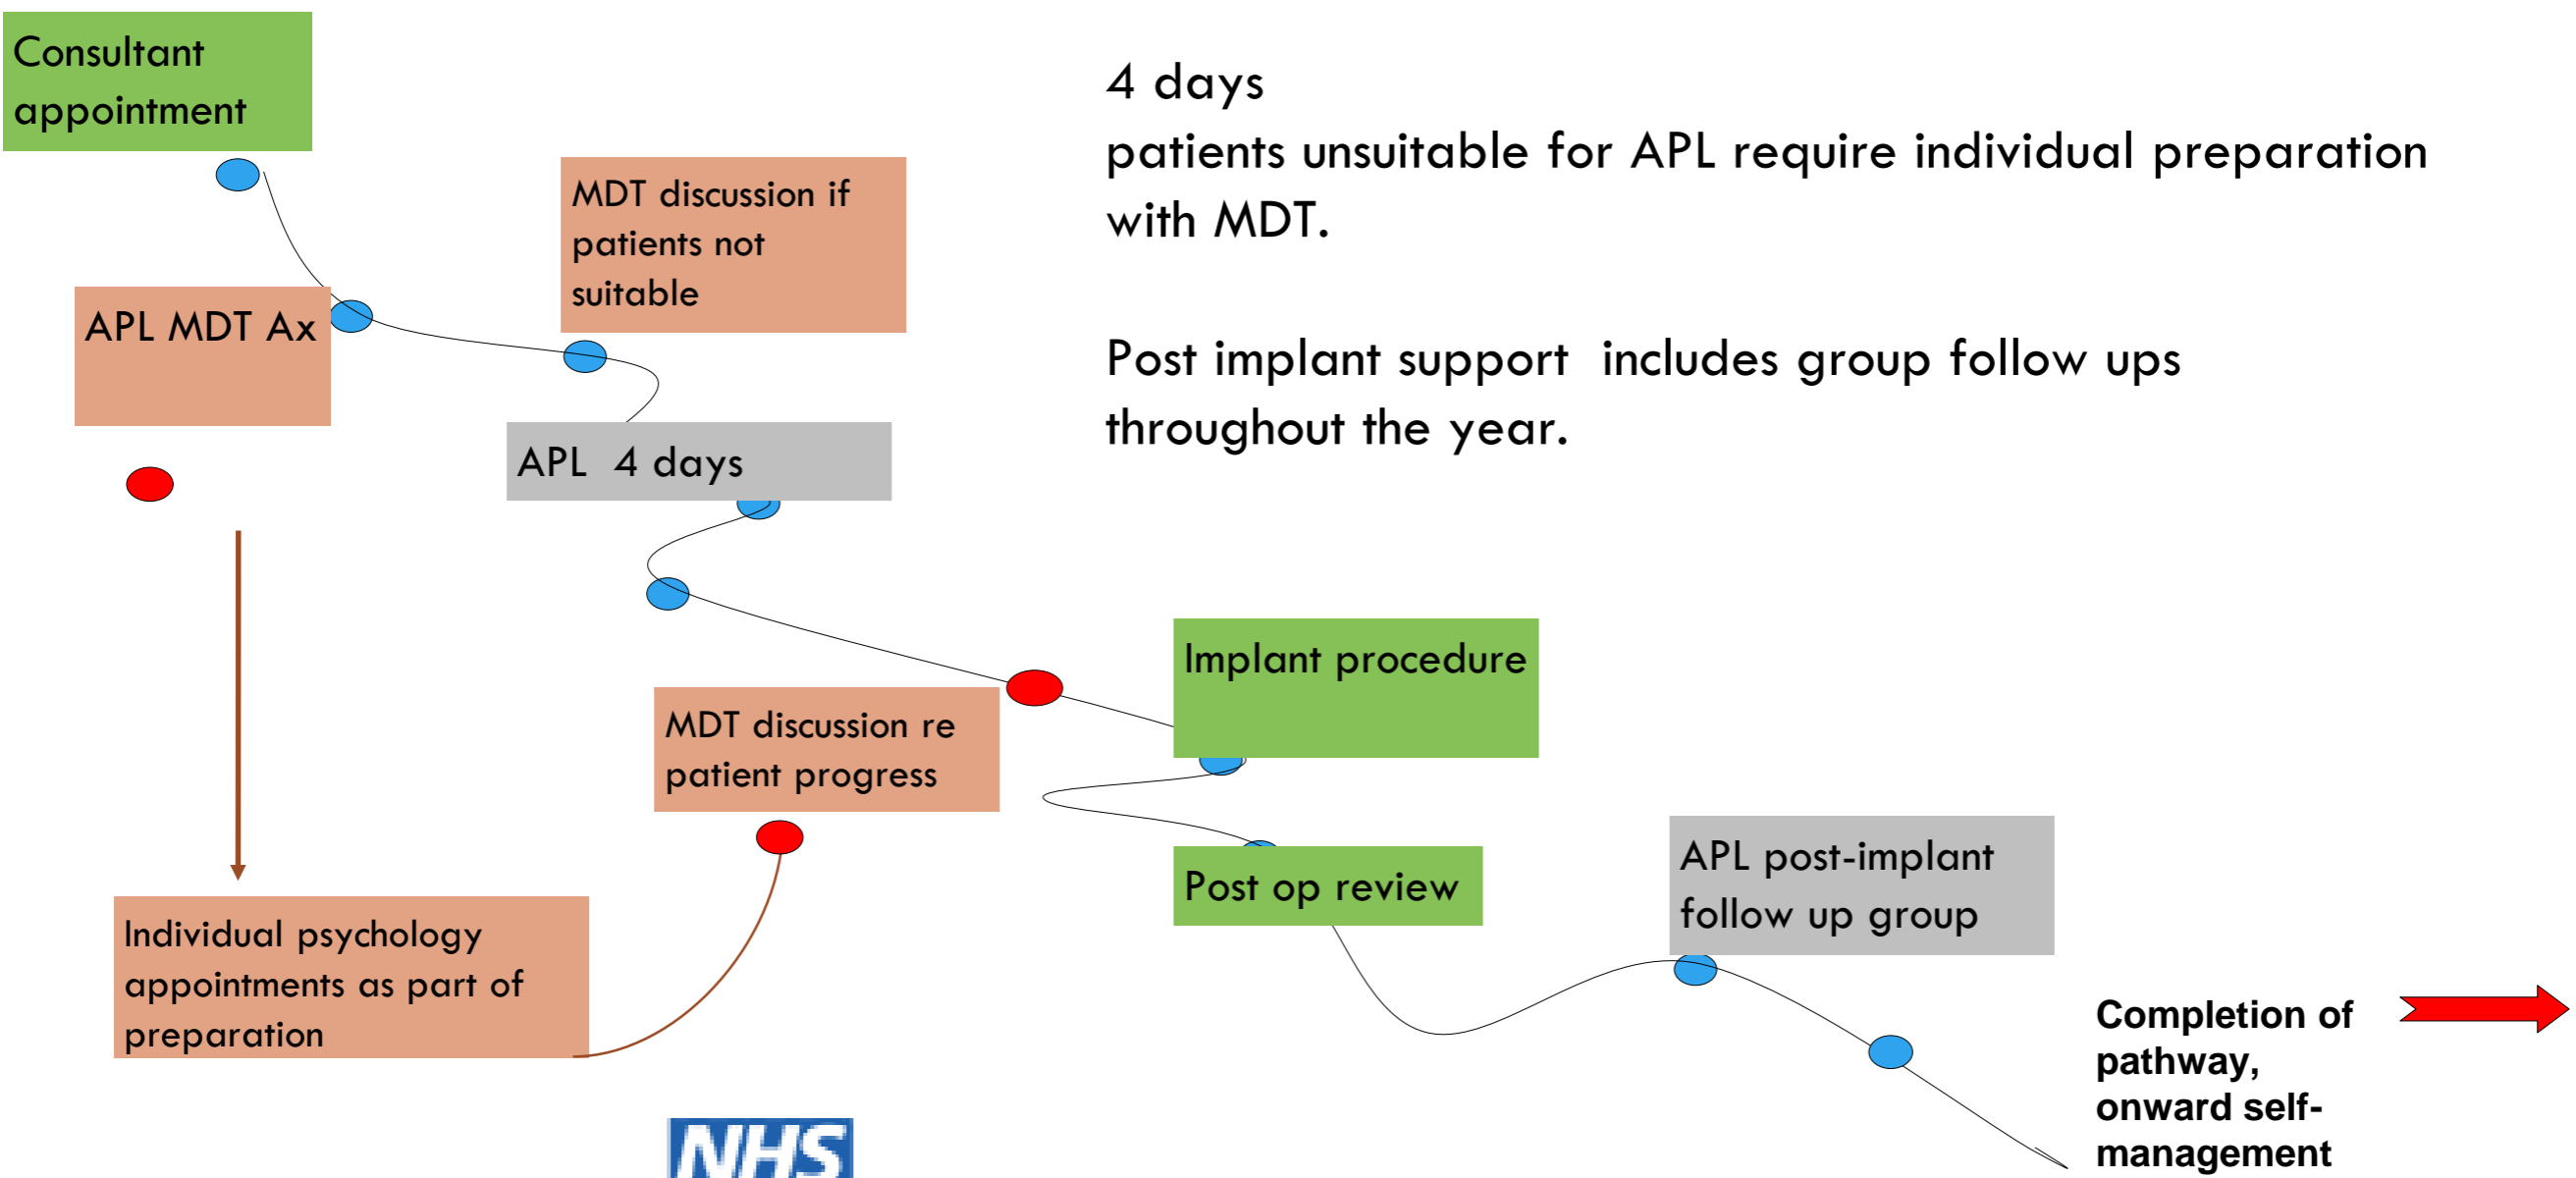 Consultant
appointment
4 days
patients unsuitable for APL require individual preparation
with MDT.
Post implant support  includes group follow ups
throughout the year.
MDT discussion if
patients not
suitable
APL MDT Ax
APL  4 days
Implant procedure
MDT discussion re
patient progress
Post op review
APL post-implant
follow up group
Individual psychology
appointments as part of
preparation
Completion of
pathway,
onward self-
management
NHS